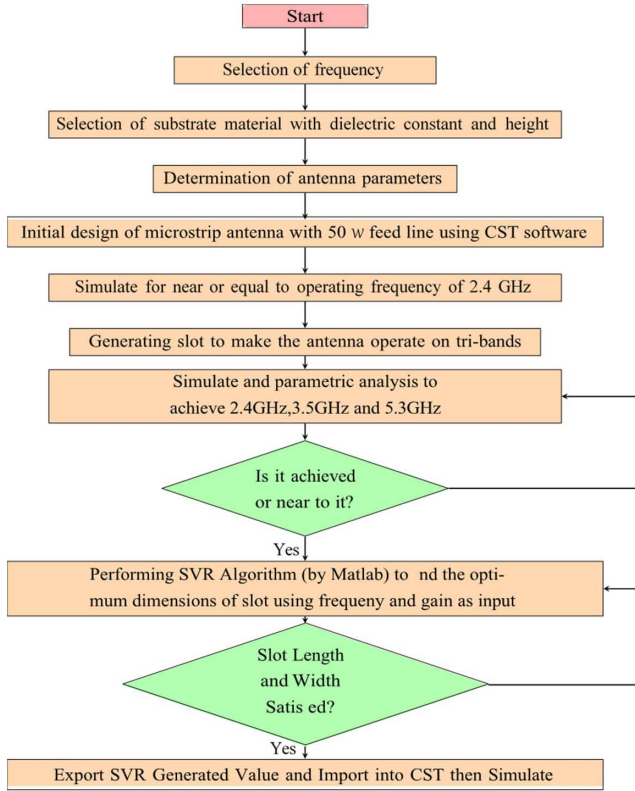 Start
Selection of frequency
Selection of substrate material with dielectric constant and height
Determination of antenna parameters
Initial design of microstrip antenna with 50 w feed line using CST software
Simulate for near or equal to operating frequency of 2.4 GHz
Generating slot to make the antenna operate on tri-bands
Simulate and parametric analysis to
achieve 2.4GHz,3.5GHz and 5.3GHz
Is it achieved
or near to it?
Yes
Performing SVR Algorithm (by Matlab) to nd the opti-
mum dimensions of slot using frequeny and gain as input
Slot Length
and Width
Satis ed?
Yes
Export SVR Generated Value and Import into CST then Simulate